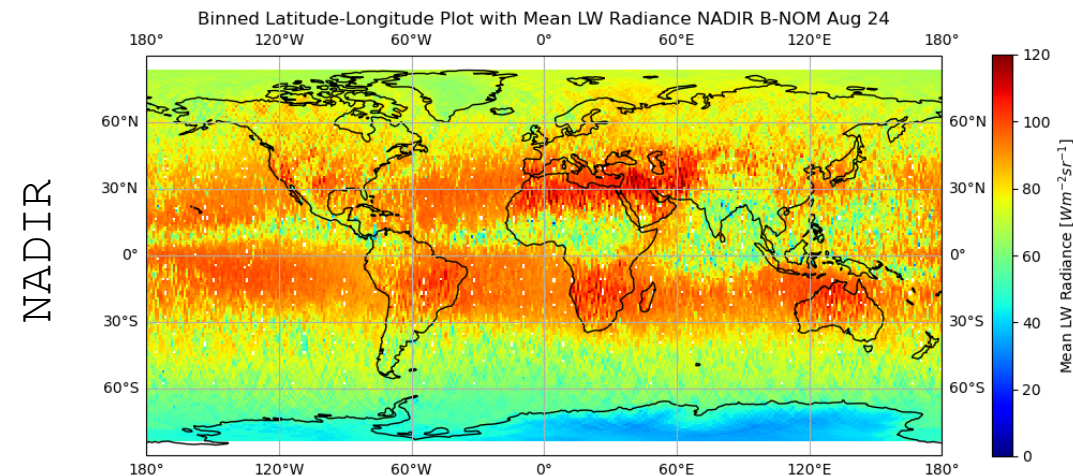 Binned Latitude-Longitude Plot with Mean LW Radiance NADIR B-NOM Aug 24
180° 120°W 60°W 0° 60°E 120°E 180°
NADIR
60°N 60°N
30°N 30°N
0° 0°
30°S 30°S
60°S 60°S
180° 120°W 60°W 0° 60°E 120°E 180°
120
100
80
60
40
20
0
Mean LW Radiance [Wm⁻²sr⁻¹]